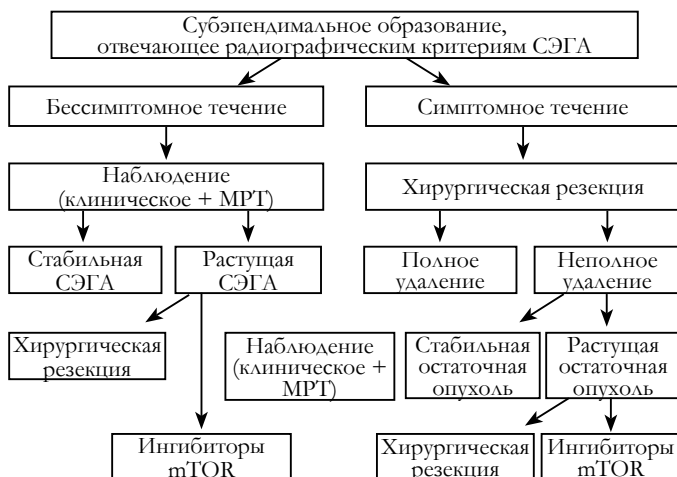 Субэпендимальное образование,
отвечающее радиографическим критериям СЭГА
Бессимптомное течение
Симптомное течение
Наблюдение
(клиническое + МРТ)
Хирургическая резекция
Стабильная
СЭГА
Растущая
СЭГА
Полное
удаление
Неполное
удаление
Хирургическая
резекция
Наблюдение
(клиническое +
МРТ)
Стабильная
остаточная
опухоль
Растущая
остаточная
опухоль
Ингибиторы
mTOR
Хирургическая
резекция
Ингибиторы
mTOR